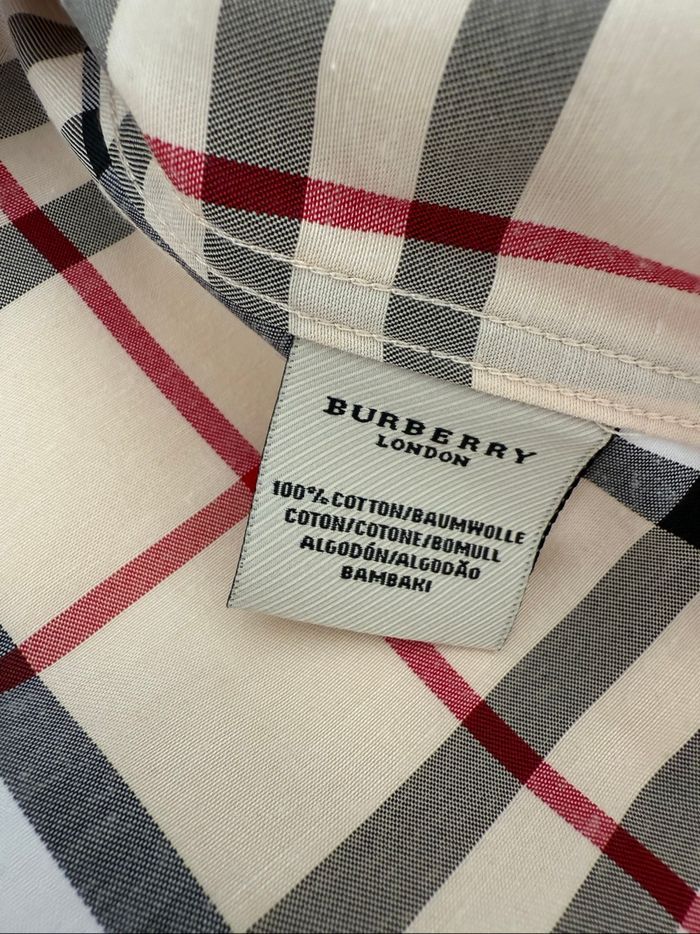 BURBERRY
LONDON
100% COTTON/BAUMWOLLE
COTON/COTONE/BOMULL
ALGODÓN/ALGODÃO
BAMBAKI